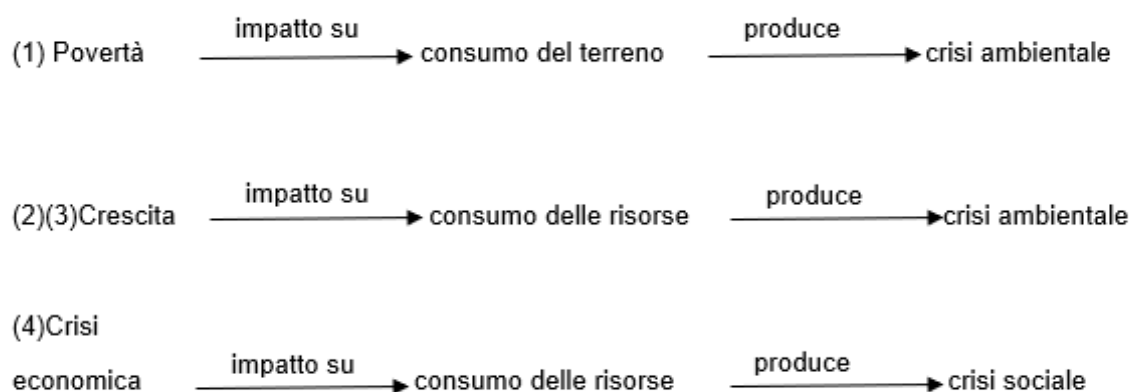 impatto su produce
(1) Povertà consumo del terreno crisi ambientale
impatto su produce
(2)(3)Crescita consumo delle risorse crisi ambientale
(4)Crisi
impatto su produce
economica consumo delle risorse crisi sociale